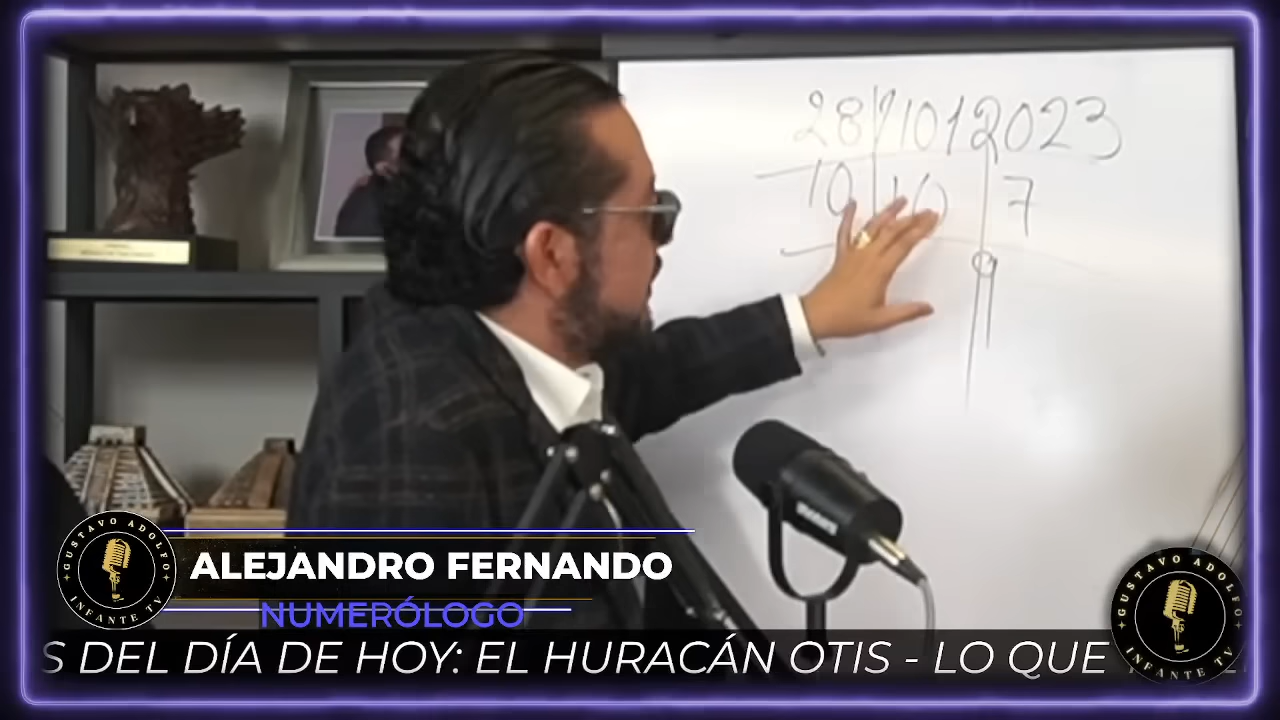 28/10/2023
10 10 7
ALEJANDRO FERNANDO
NUMERÓLOGO
GUSTAVO ADOLFO
INFANTE TV
S DEL DÍA DE HOY: EL HURACÁN OTIS - LO QUE
GUSTAVO ADOLFO
INFANTE TV